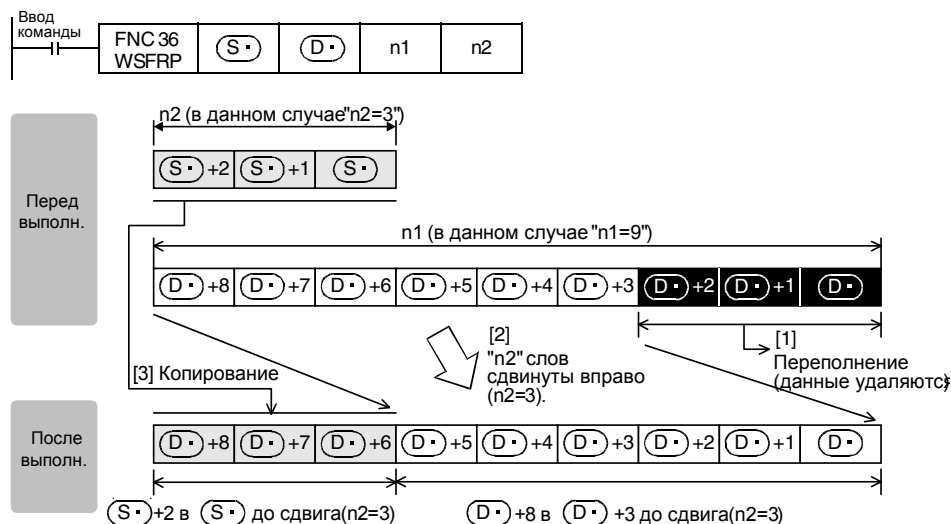 Ввод
команды
FNC 36
WSFRP
S· D· n1 n2
n2 (в данном случае"n2=3")
S· +2 S· +1 S·
Перед
выполн.
n1 (в данном случае "n1=9")
D· +8 D· +7 D· +6 D· +5 D· +4 D· +3 D· +2 D· +1 D·
[1]
Переполнение
(данные удаляются
[2]
"n2" слов
сдвинуты вправо
(n2=3).
[3] Копирование
После
выполн.
D· +8 D· +7 D· +6 D· +5 D· +4 D· +3 D· +2 D· +1 D·
S· +2 в S· до сдвига(n2=3) D· +8 в D· +3 до сдвига(n2=3)